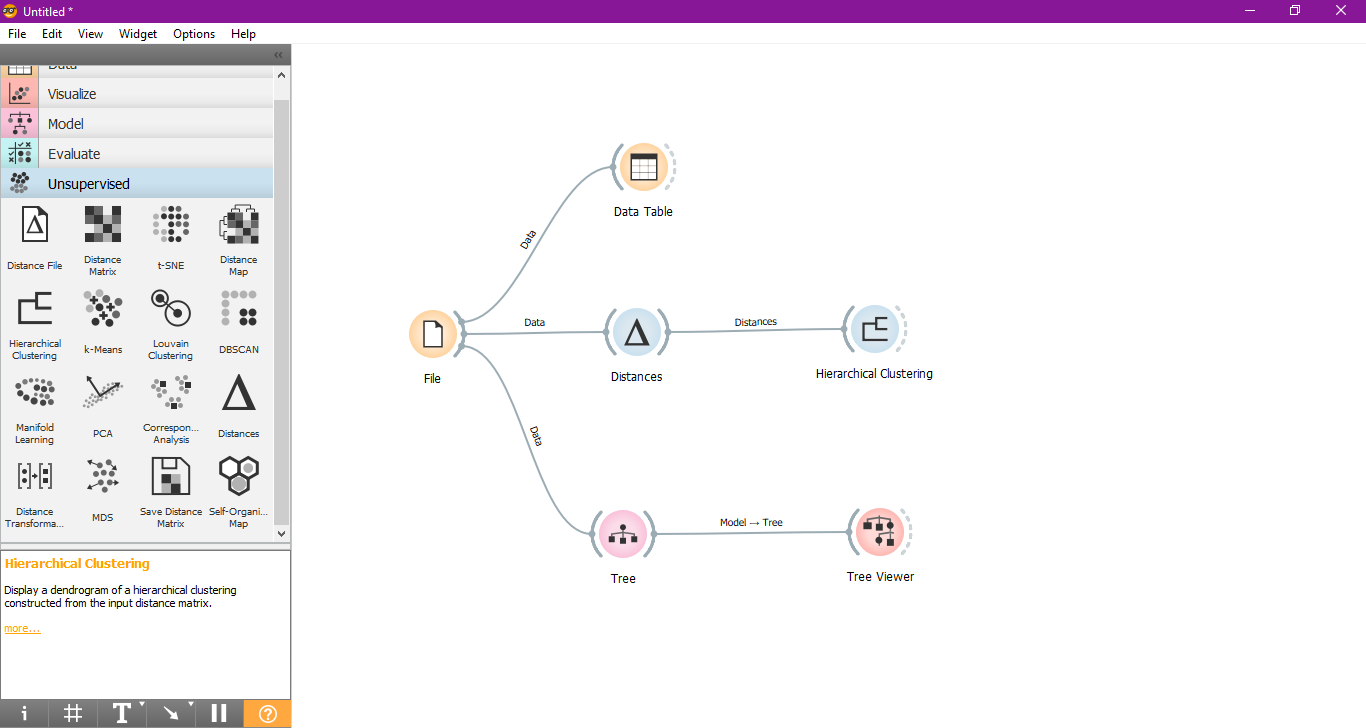 Untitled *
File Edit View Widget Options Help
Data
Visualize
Model
Evaluate
Unsupervised
Distance File
Distance
Matrix
t-SNE
Distance
Map
Hierarchical
Clustering
k-Means
Louvain
Clustering
DBSCAN
Manifold
Learning
PCA
Correspon...
Analysis
Distances
Distance
Transforma...
MDS
Save Distance
Matrix
Self-Organi...
Map
Hierarchical Clustering
Display a dendrogram of a hierarchical clustering
constructed from the input distance matrix.
more...
Data Table
Data
File
Data
Distances
Distances
Hierarchical Clustering
Data
Tree
Model → Tree
Tree Viewer